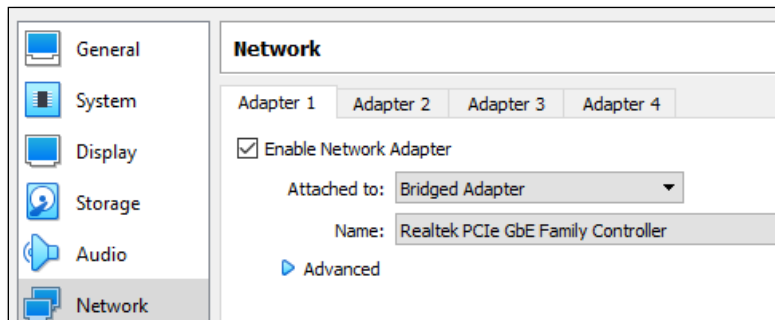 General
System
Display
Storage
Audio
Network
Network
Adapter 1 Adapter 2 Adapter 3 Adapter 4
Enable Network Adapter
Attached to: Bridged Adapter
Name: Realtek PCIe GbE Family Controller
Advanced